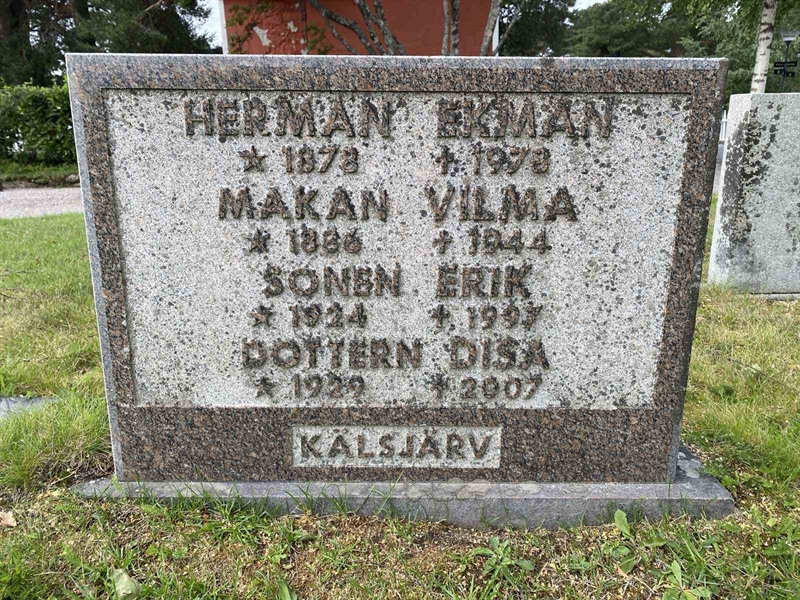 HERMAN EKMAN
★ 1878 ✝ 1978
MAKAN VILMA
★ 1886 ✝ 1944
SONEN ERIK
★ 1924 ✝ 1997
DOTTERN DISA
★ 1929 ✝ 2007
KÄLSJÄRV